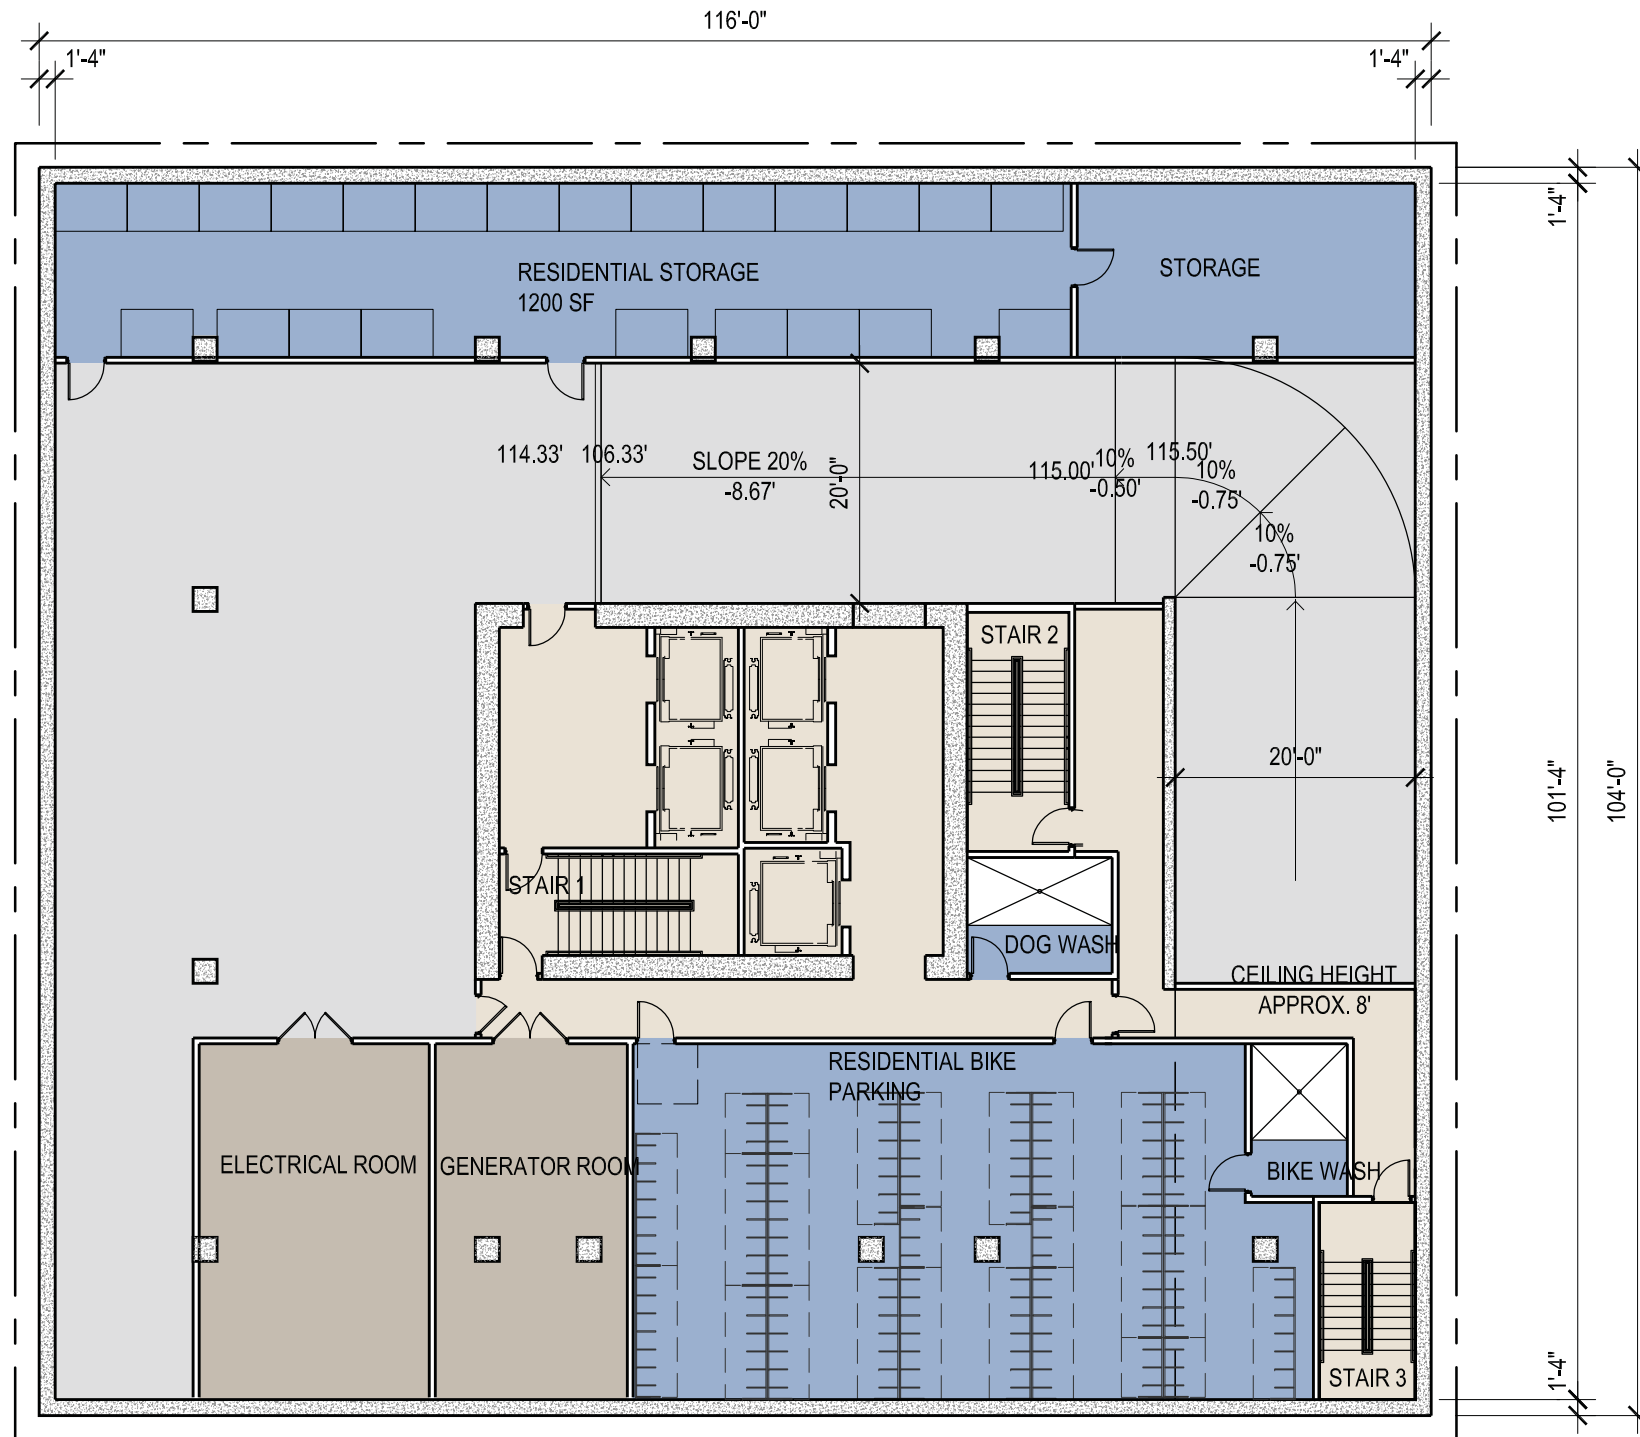 116'-0"
1'-4"
1'-4"
1'-4"
RESIDENTIAL STORAGE
1200 SF
STORAGE
114.33'
106.33'
SLOPE 20%
-8.67'
20'-0"
115.00'
10%
-0.50'
115.50'
10%
-0.75'
10%
-0.75'
STAIR 2
20'-0"
101'-4"
104'-0"
STAIR 1
DOG WASH
CEILING HEIGHT
APPROX. 8'
RESIDENTIAL BIKE
PARKING
ELECTRICAL ROOM
GENERATOR ROOM
BIKE WASH
STAIR 3
1'-4"